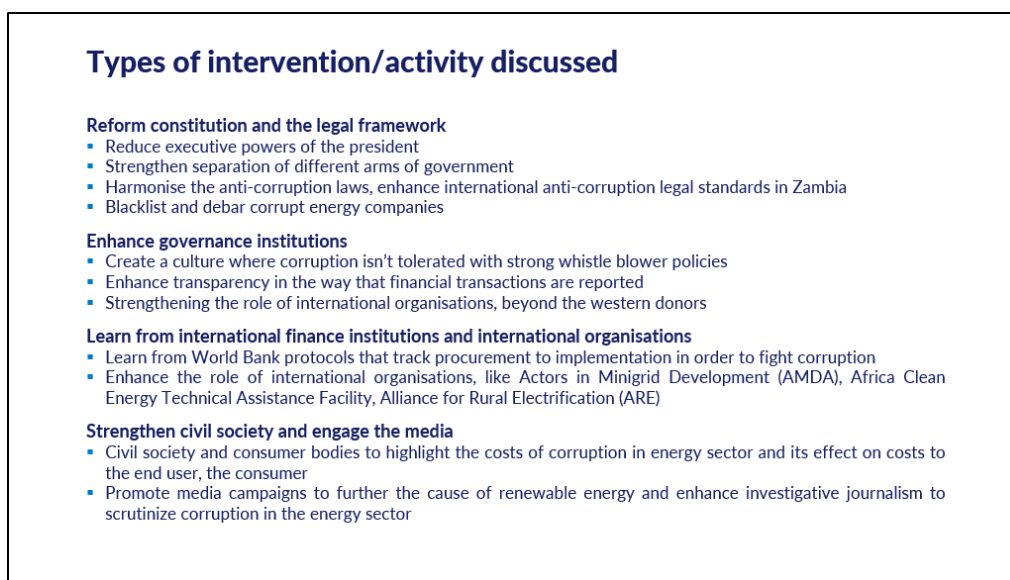 Types of intervention/activity discussed
Reform constitution and the legal framework
▪ Reduce executive powers of the president
▪ Strengthen separation of different arms of government
▪ Harmonise the anti-corruption laws, enhance international anti-corruption legal standards in Zambia
▪ Blacklist and debar corrupt energy companies
Enhance governance institutions
▪ Create a culture where corruption isn't tolerated with strong whistle blower policies
▪ Enhance transparency in the way that financial transactions are reported
▪ Strengthening the role of international organisations, beyond the western donors
Learn from international finance institutions and international organisations
▪ Learn from World Bank protocols that track procurement to implementation in order to fight corruption
▪ Enhance the role of international organisations, like Actors in Minigrid Development (AMDA), Africa Clean
Energy Technical Assistance Facility, Alliance for Rural Electrification (ARE)
Strengthen civil society and engage the media
▪ Civil society and consumer bodies to highlight the costs of corruption in energy sector and its effect on costs to
the end user, the consumer
▪ Promote media campaigns to further the cause of renewable energy and enhance investigative journalism to
scrutinize corruption in the energy sector